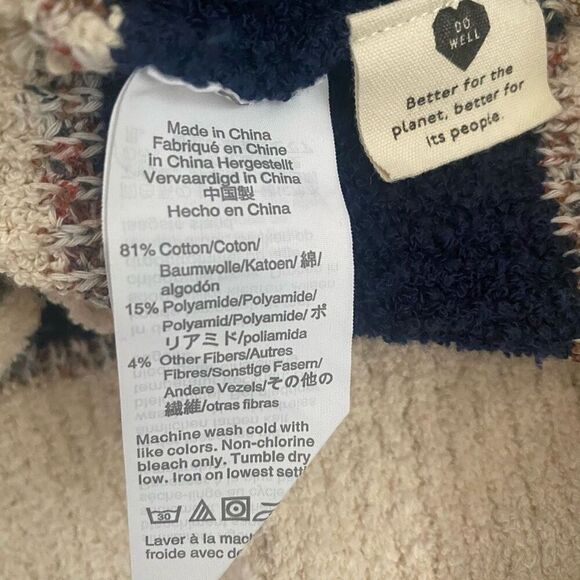 DO
WELL
Better for the
planet, better for
its people.
Made in China
Fabriqué en Chine
in China Hergestellt
Vervaardigd in China
中国製
Hecho en China
81% Cotton/Coton/
Baumwolle/Katoen/ 綿/
algodón
15% Polyamide/Polyamide/
Polyamid/Polyamide/ ポ
リアミド/poliamida
4% Other Fibers/Autres
Fibres/Sonstige Fasern/
Andere Vezels/その他の
繊維/otras fibras
Machine wash cold with
like colors. Non-chlorine
bleach only. Tumble dry
low. Iron on lowest
30
Laver à la
froide avec